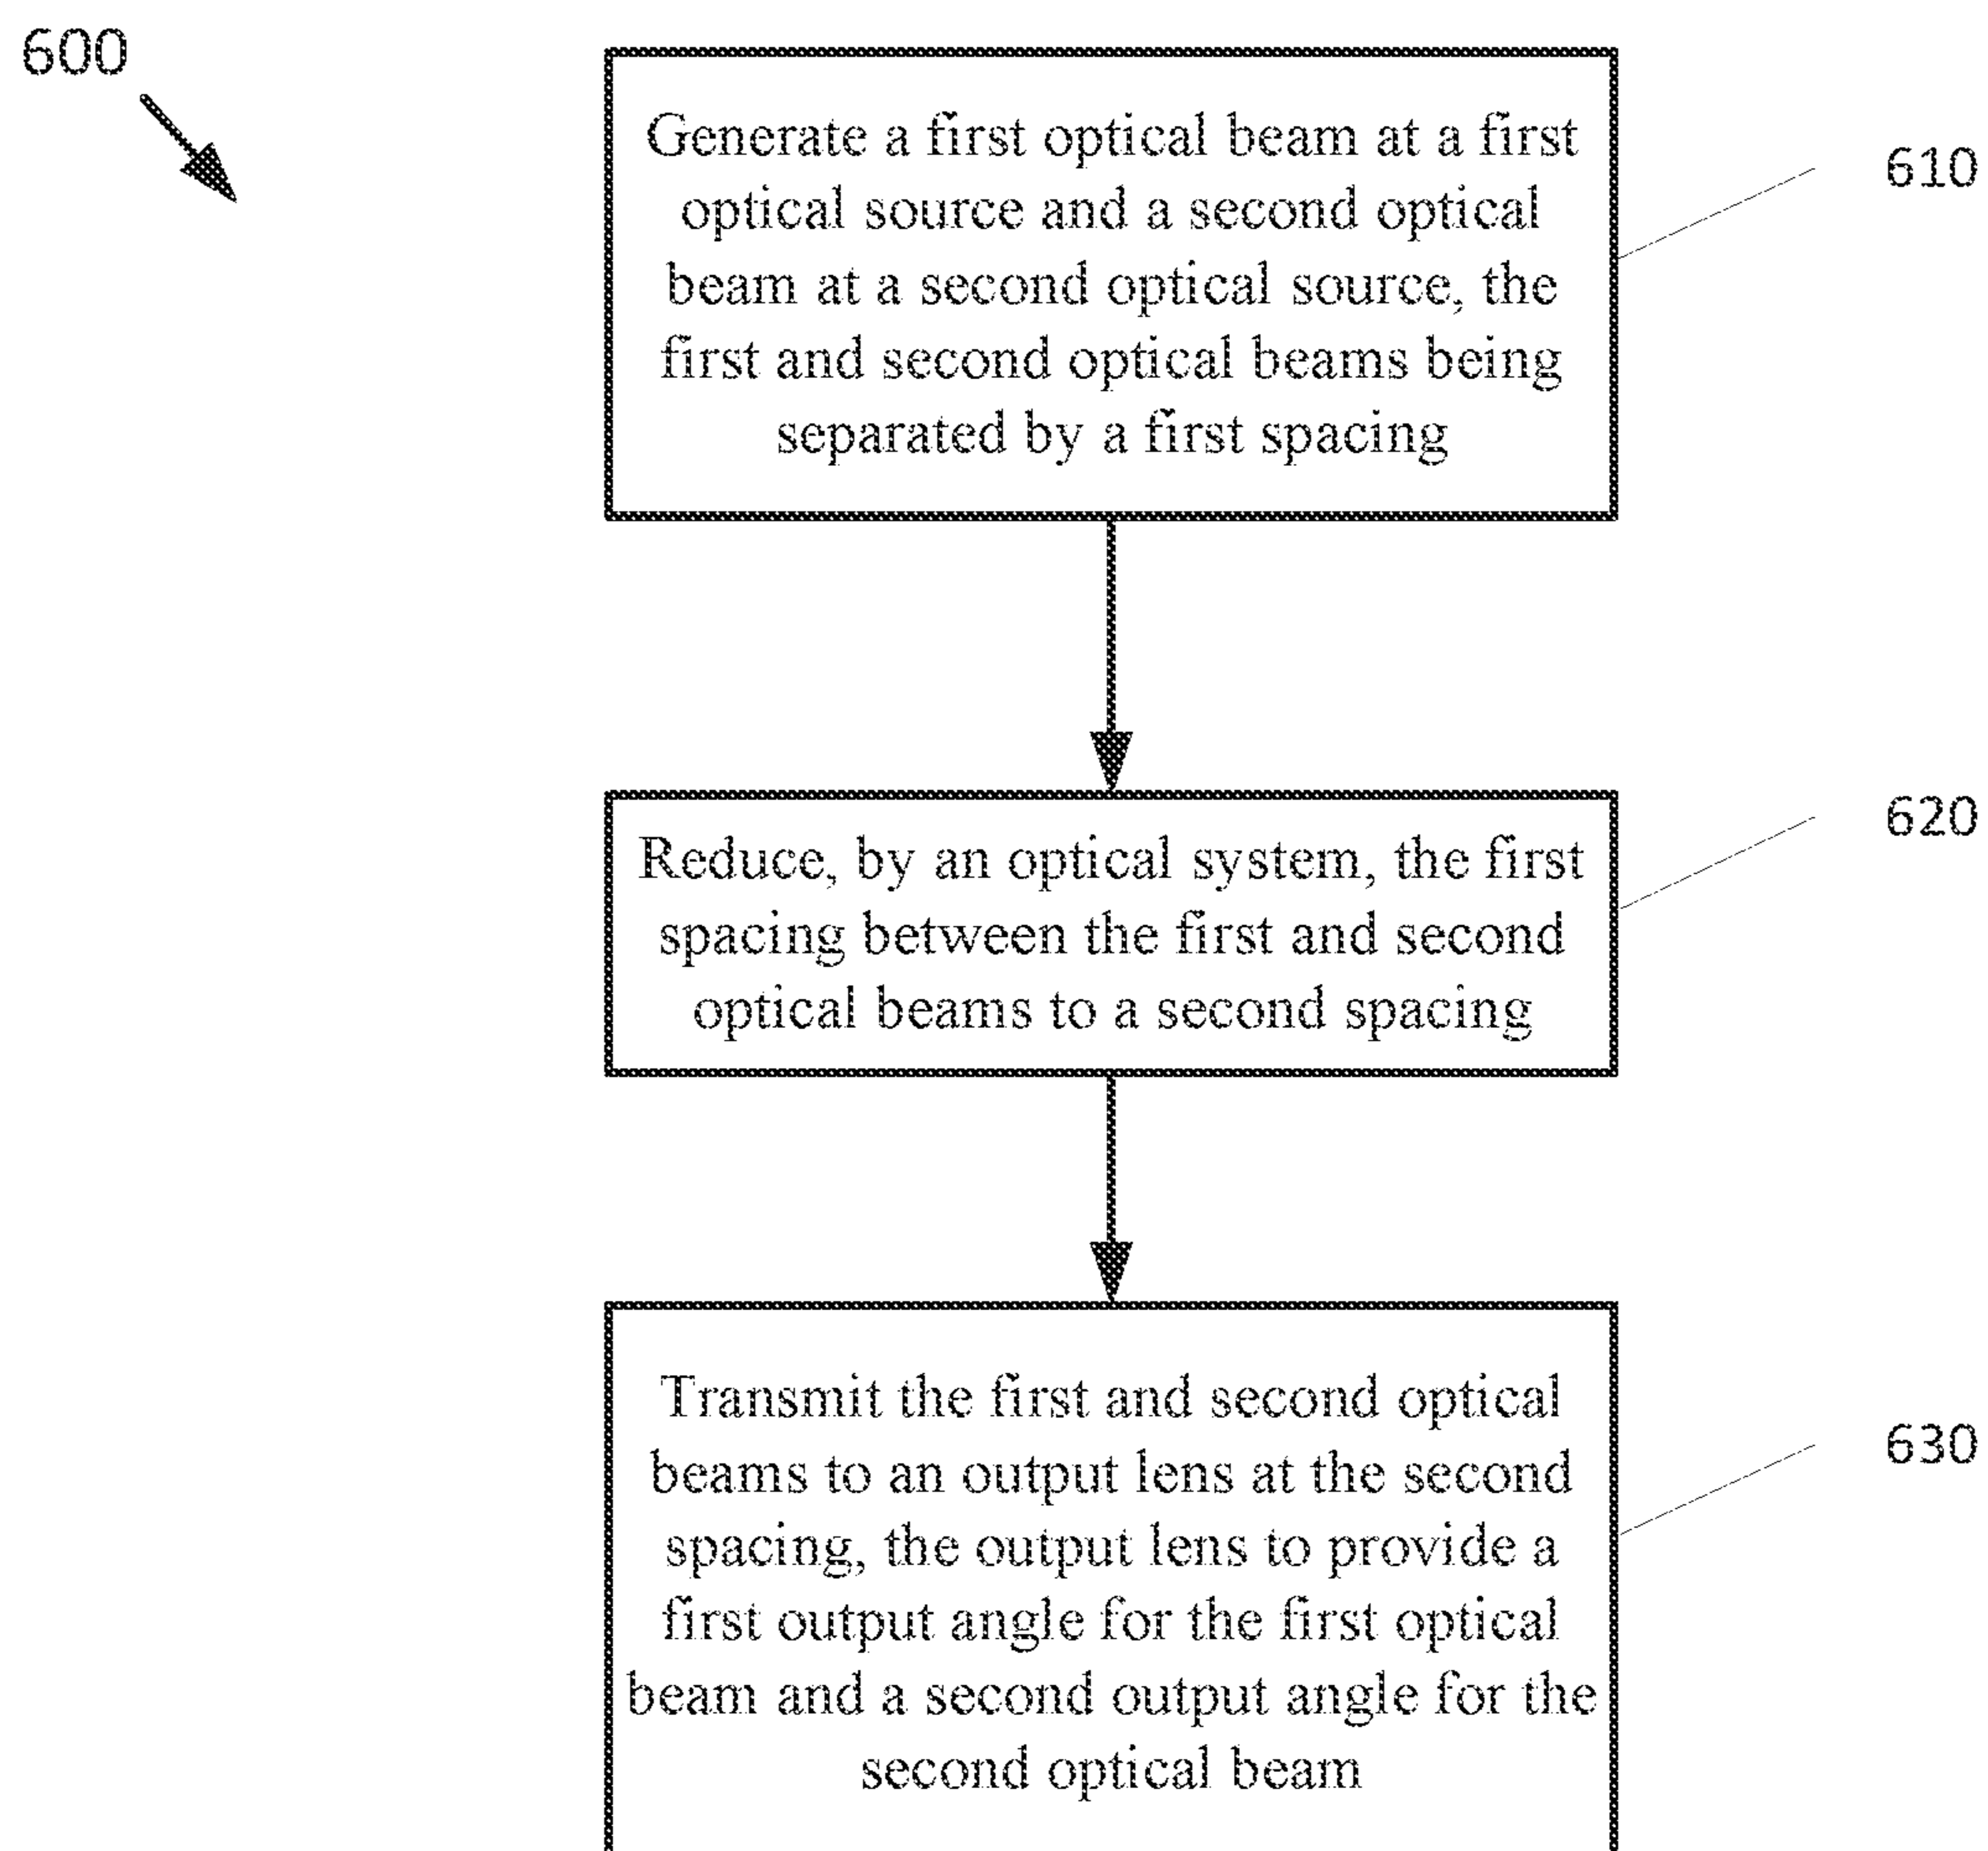 600
Generate a first optical beam at a first
optical source and a second optical
beam at a second optical source, the
first and second optical beams being
separated by a first spacing
610
Reduce, by an optical system, the first
spacing between the first and second
optical beams to a second spacing
620
Transmit the first and second optical
beams to an output lens at the second
spacing, the output lens to provide a
first output angle for the first optical
beam and a second output angle for the
second optical beam
630